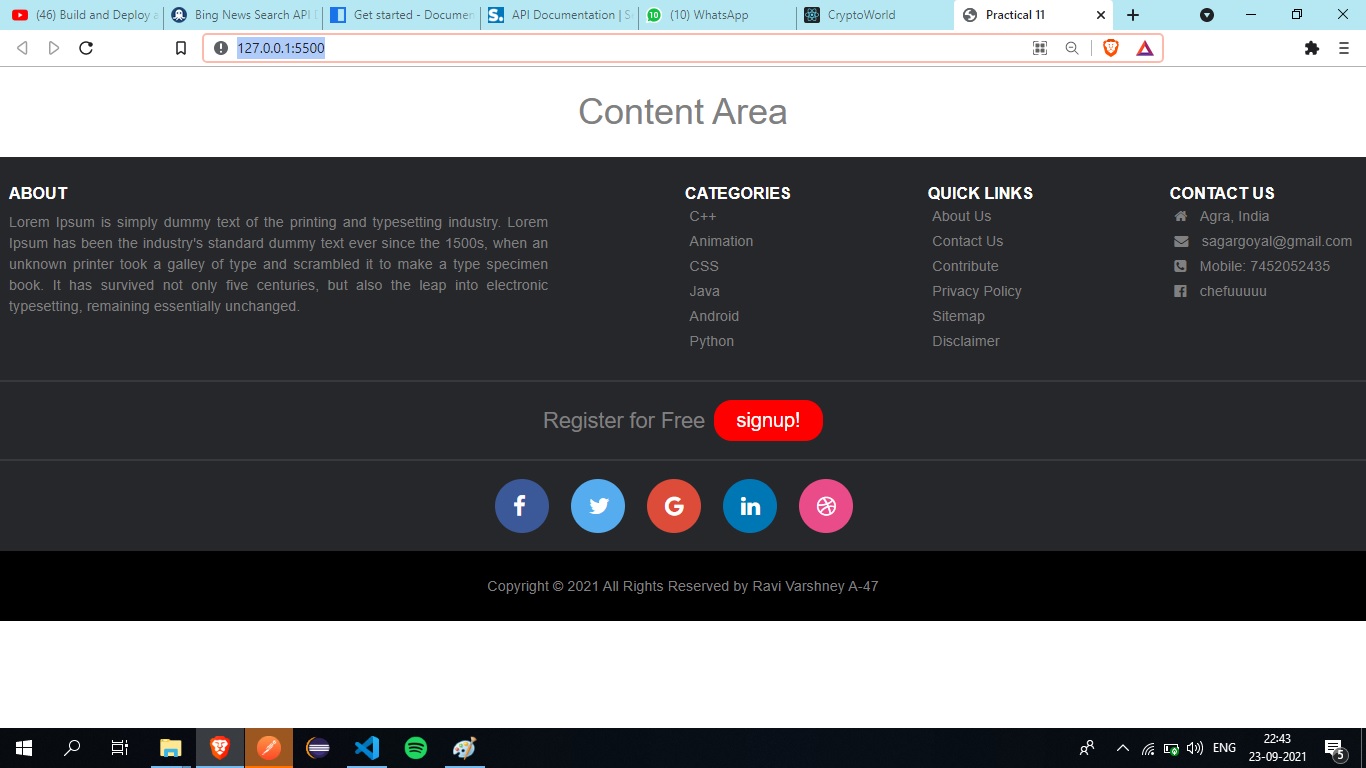 (46) Build and Deploy a
Bing News Search API
Get started - Documen
API Documentation | S
(10) WhatsApp
CryptoWorld
Practical 11
127.0.0.1:5500
Content Area
ABOUT
Lorem Ipsum is simply dummy text of the printing and typesetting industry. Lorem
Ipsum has been the industry's standard dummy text ever since the 1500s, when an
unknown printer took a galley of type and scrambled it to make a type specimen
book. It has survived not only five centuries, but also the leap into electronic
typesetting, remaining essentially unchanged.
CATEGORIES
C++
Animation
CSS
Java
Android
Python
QUICK LINKS
About Us
Contact Us
Contribute
Privacy Policy
Sitemap
Disclaimer
CONTACT US
Agra, India
sagargoyal@gmail.com
Mobile: 7452052435
chefuuuuu
Register for Free signup!
Copyright © 2021 All Rights Reserved by Ravi Varshney A-47
ENG
22:43
23-09-2021
5